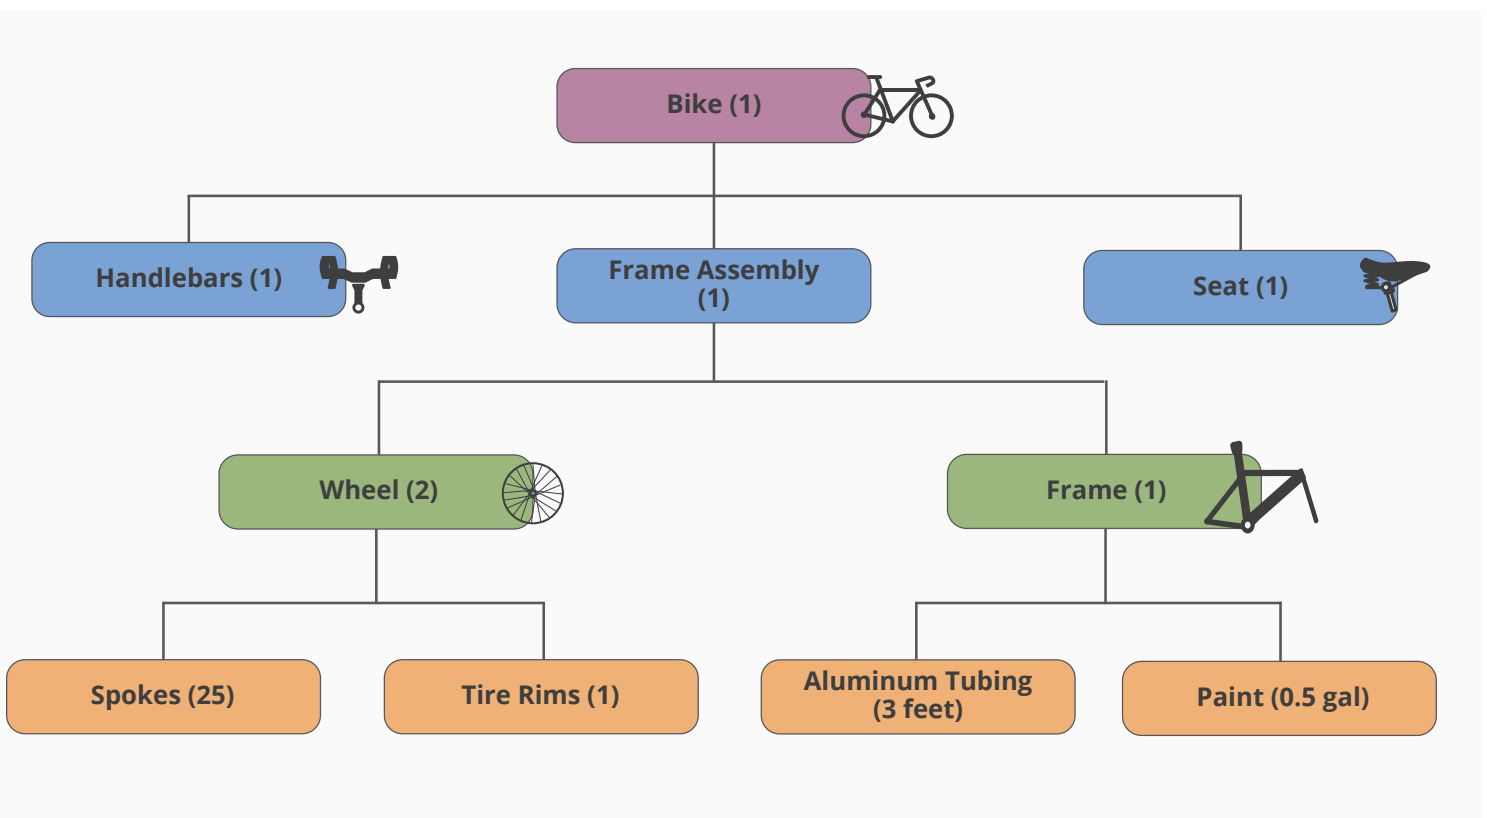 Bike (1)
Handlebars (1)
Frame Assembly
(1)
Seat (1)
Wheel (2)
Frame (1)
Spokes (25)
Tire Rims (1)
Aluminum Tubing
(3 feet)
Paint (0.5 gal)